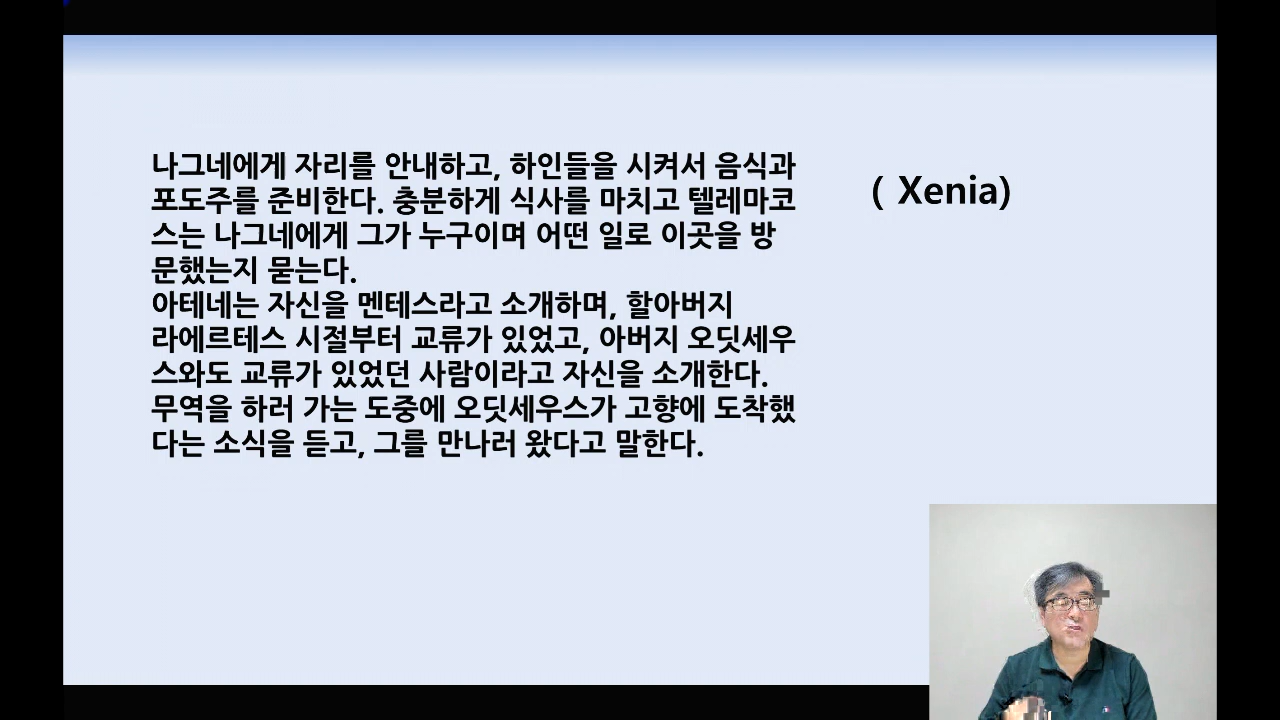 나그네에게 자리를 안내하고, 하인들을 시켜서 음식과
포도주를 준비한다. 충분하게 식사를 마치고 텔레마코
스는 나그네에게 그가 누구이며 어떤 일로 이곳을 방
문했는지 묻는다.
아테네는 자신을 멘테스라고 소개하며, 할아버지
라에르테스 시절부터 교류가 있었고, 아버지 오딧세우
스와도 교류가 있었던 사람이라고 자신을 소개한다.
무역을 하러 가는 도중에 오딧세우스가 고향에 도착했
다는 소식을 듣고, 그를 만나러 왔다고 말한다.
( Xenia)